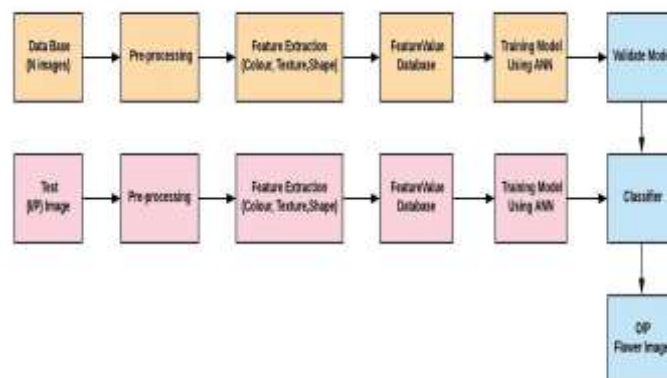 Data Base
(N images)
Pre-processing
Feature Extraction
(Colour, Texture,Shape)
FeatureValue
Database
Training Model
Using ANN
Validate Model
Test
(I/P) Image
Pre-processing
Feature Extraction
(Colour, Texture,Shape)
FeatureValue
Database
Training Model
Using ANN
Classifier
O/P
Flower Image